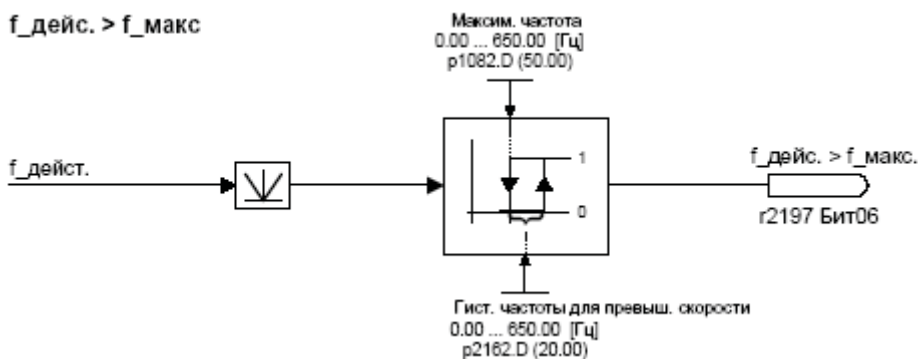 f_дейс. > f_макс
Максим. частота
0.00 ... 650.00 [Гц]
p1082.D (50.00)
f_дейст.
1
0
f_дейс. > f_макс.
r2197 Бит06
Гист. частоты для превыш. скорости
0.00 ... 650.00 [Гц]
p2162.D (20.00)